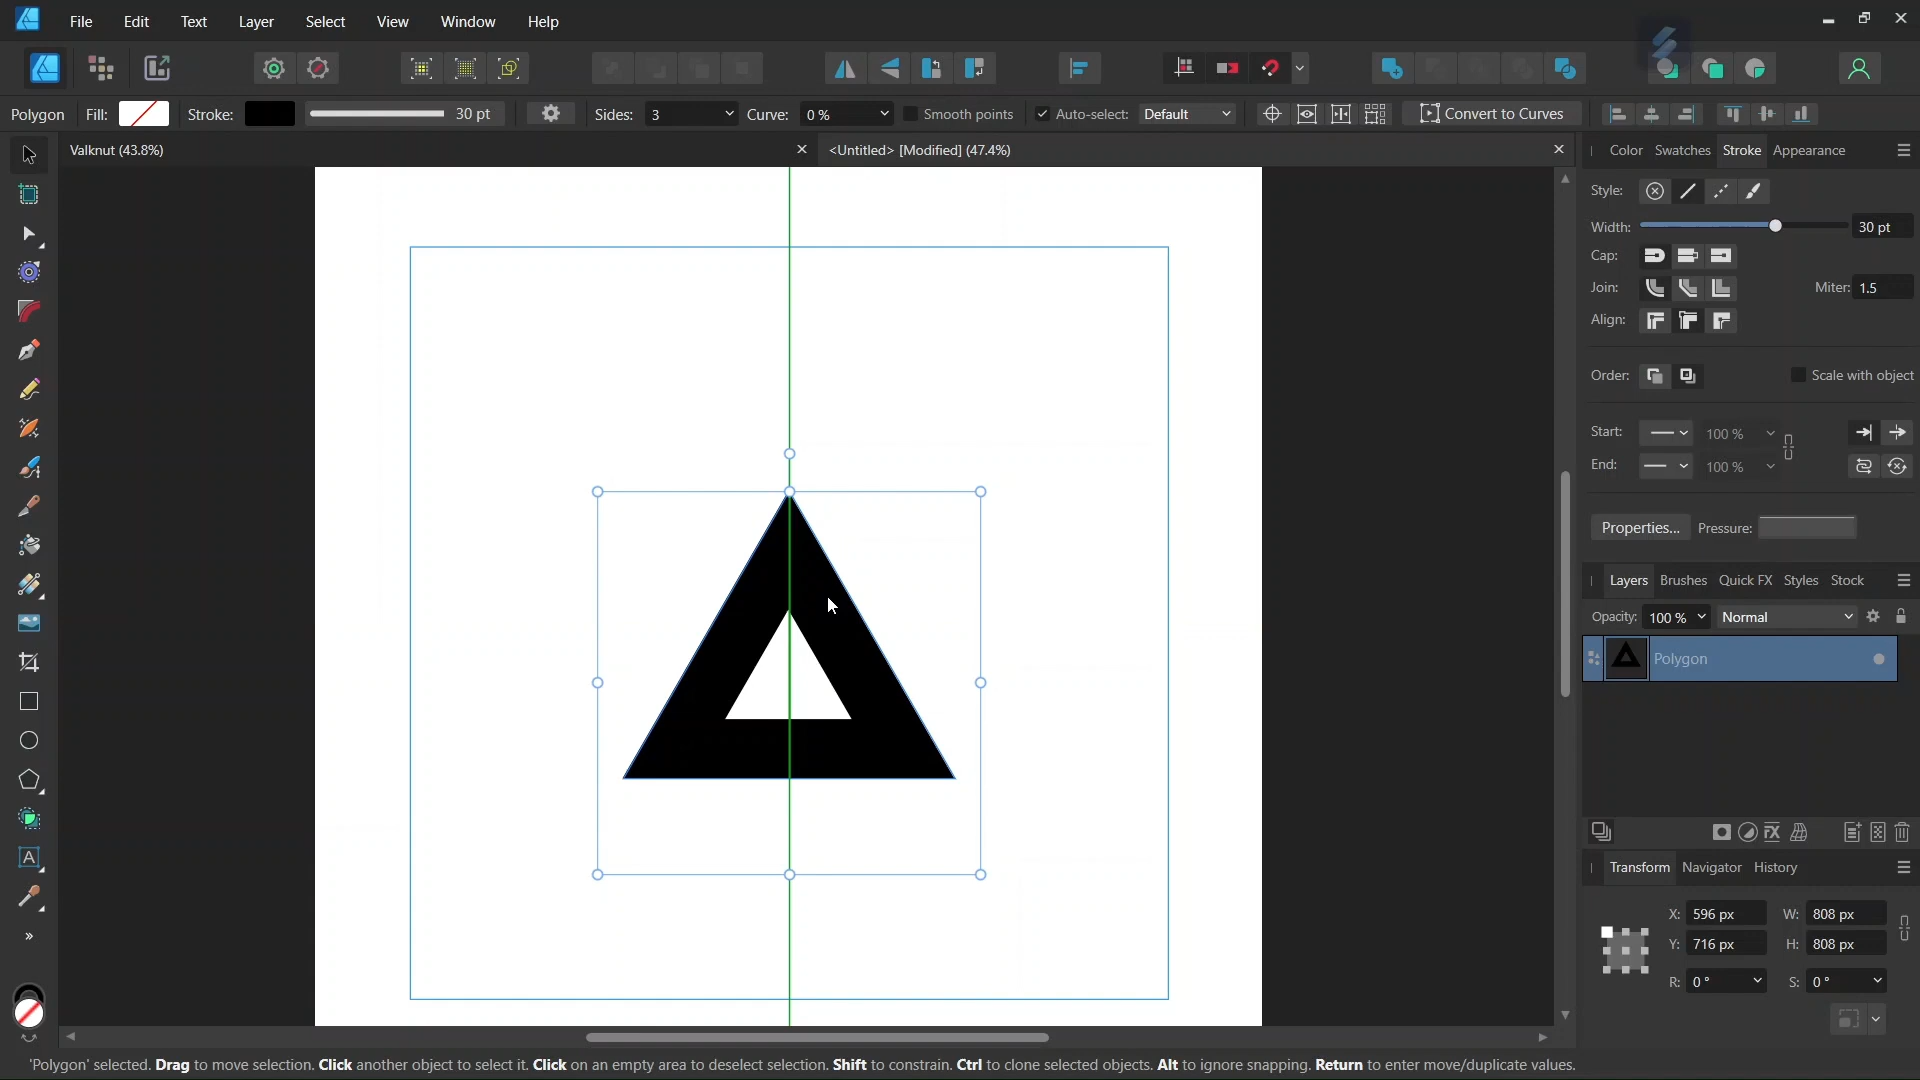 File Edit Text Layer Select View Window Help
Polygon Fill: Stroke: 30 pt Sides: 3 Curve: 0 % Smooth points Auto-select: Default Convert to Curves
Valknut (43.8%) <Untitled> [Modified] (47.4%)
Color Swatches Stroke Appearance
Style:
Width: 30 pt
Cap:
Join: Miter: 1.5
Align:
Order: Scale with object
Start: 100 %
End: 100 %
Properties... Pressure:
Layers Brushes Quick FX Styles Stock
Opacity: 100 % Normal
Polygon
FX
Transform Navigator History
X: 596 px W: 808 px
Y: 716 px H: 808 px
R: 0 ° S: 0 °
A
'Polygon' selected. Drag to move selection. Click another object to select it. Click on an empty area to deselect selection. Shift to constrain. Ctrl to clone selected objects. Alt to ignore snapping. Return to enter move/duplicate values.